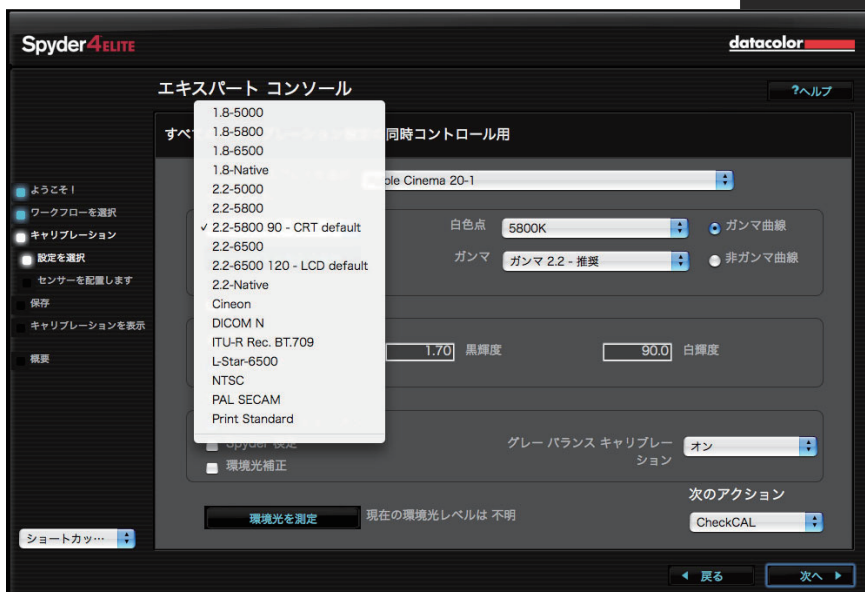 Spyder4ELITE
datacolor
エキスパート コンソール
?ヘルプ
すべ
同時コントロール用
ple Cinema 20-1
1.8-5000
1.8-5800
1.8-6500
1.8-Native
2.2-5000
2.2-5800
✓ 2.2-5800 90 - CRT default
2.2-6500
2.2-6500 120 - LCD default
2.2-Native
Cineon
DICOM N
ITU-R Rec. BT.709
L-Star-6500
NTSC
PAL SECAM
Print Standard
ようこそ!
ワークフローを選択
キャリブレーション
設定を選択
センサーを配置します
保存
キャリブレーションを表示
概要
白色点 5800K ガンマ曲線
ガンマ ガンマ 2.2 - 推奨 非ガンマ曲線
1.70 黒輝度 90.0 白輝度
Spyder 検定
環境光補正
グレー バランス キャリブレー
ション
オン
環境光を測定 現在の環境光レベルは 不明
次のアクション
CheckCAL
ショートカッ…
戻る 次へ